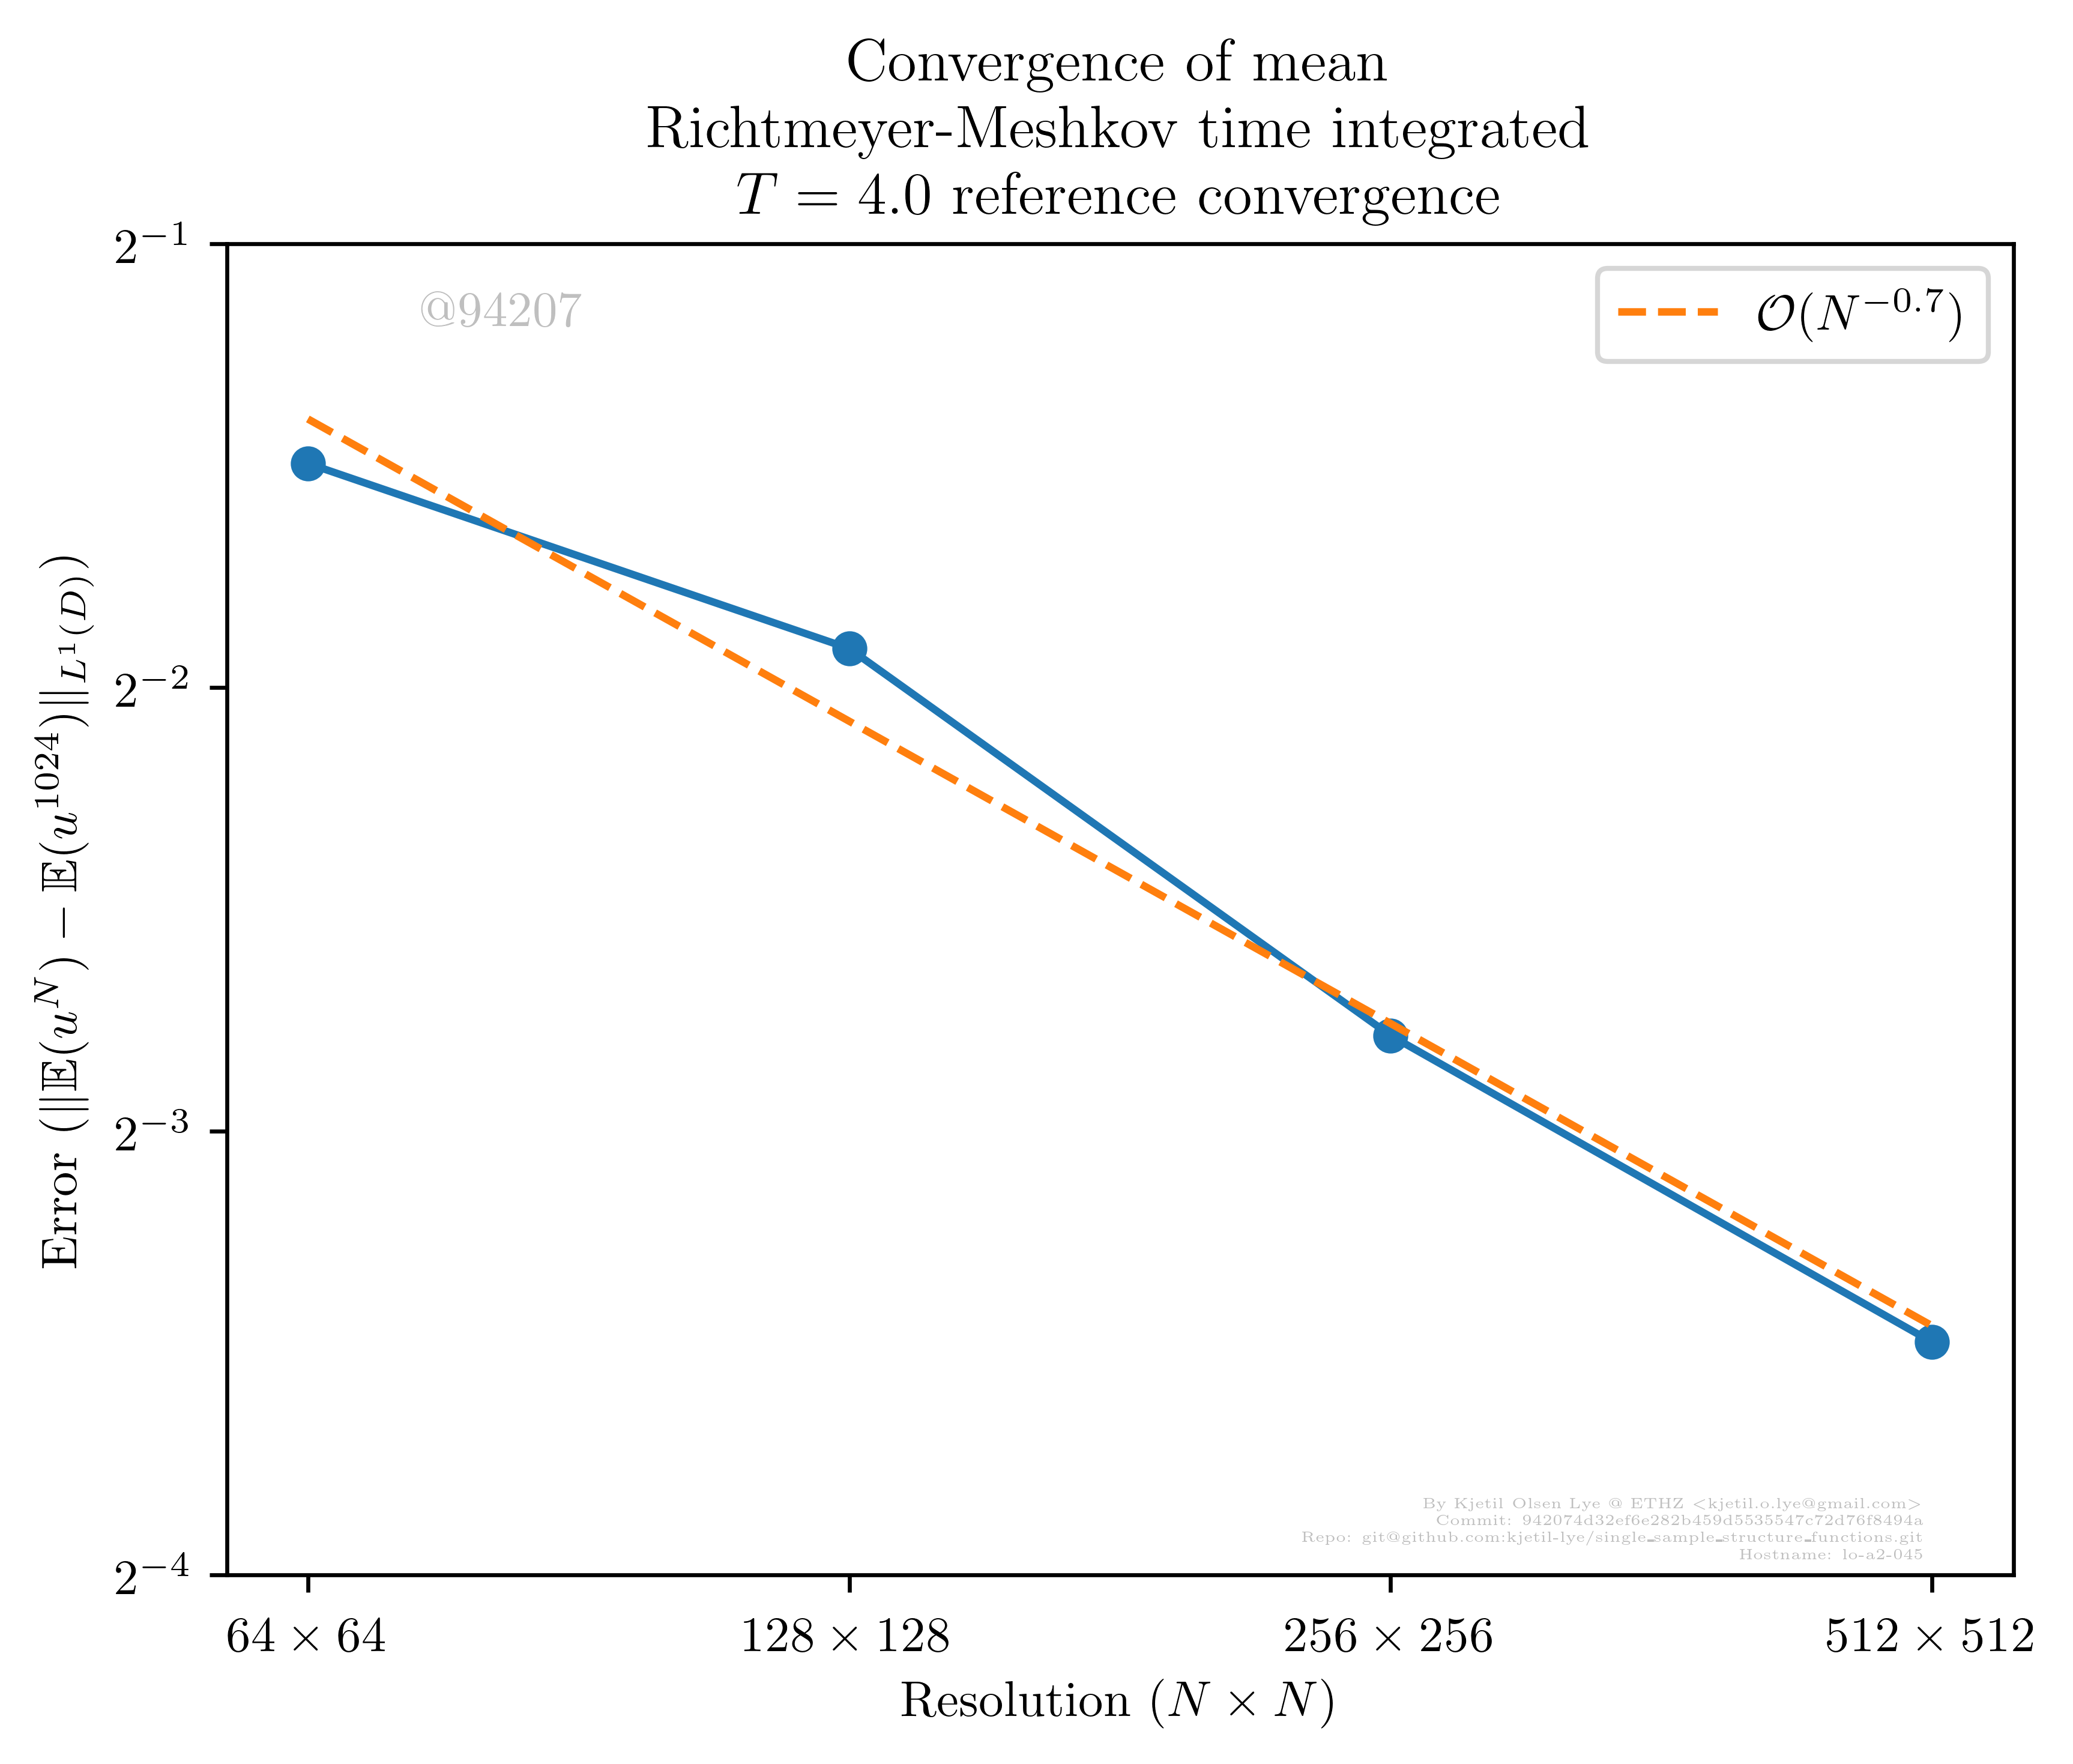 Convergence of mean
Richtmeyer-Meshkov time integrated
T = 4.0 reference convergence
@94207
O(N^{-0.7})
2^{-1}
2^{-2}
2^{-3}
2^{-4}
Error (||𝔼(u^N) − 𝔼(u^{1024})||_{L^1(D)})
By Kjetil Olsen Lye @ ETHZ <kjetil.o.lye@gmail.com>
Commit: 942074d32ef6e282b459d5535547c72d76f8494a
Repo: git@github.com:kjetil-lye/single_sample_structure_functions.git
Hostname: lo-a2-045
64 × 64
128 × 128
256 × 256
512 × 512
Resolution (N × N)